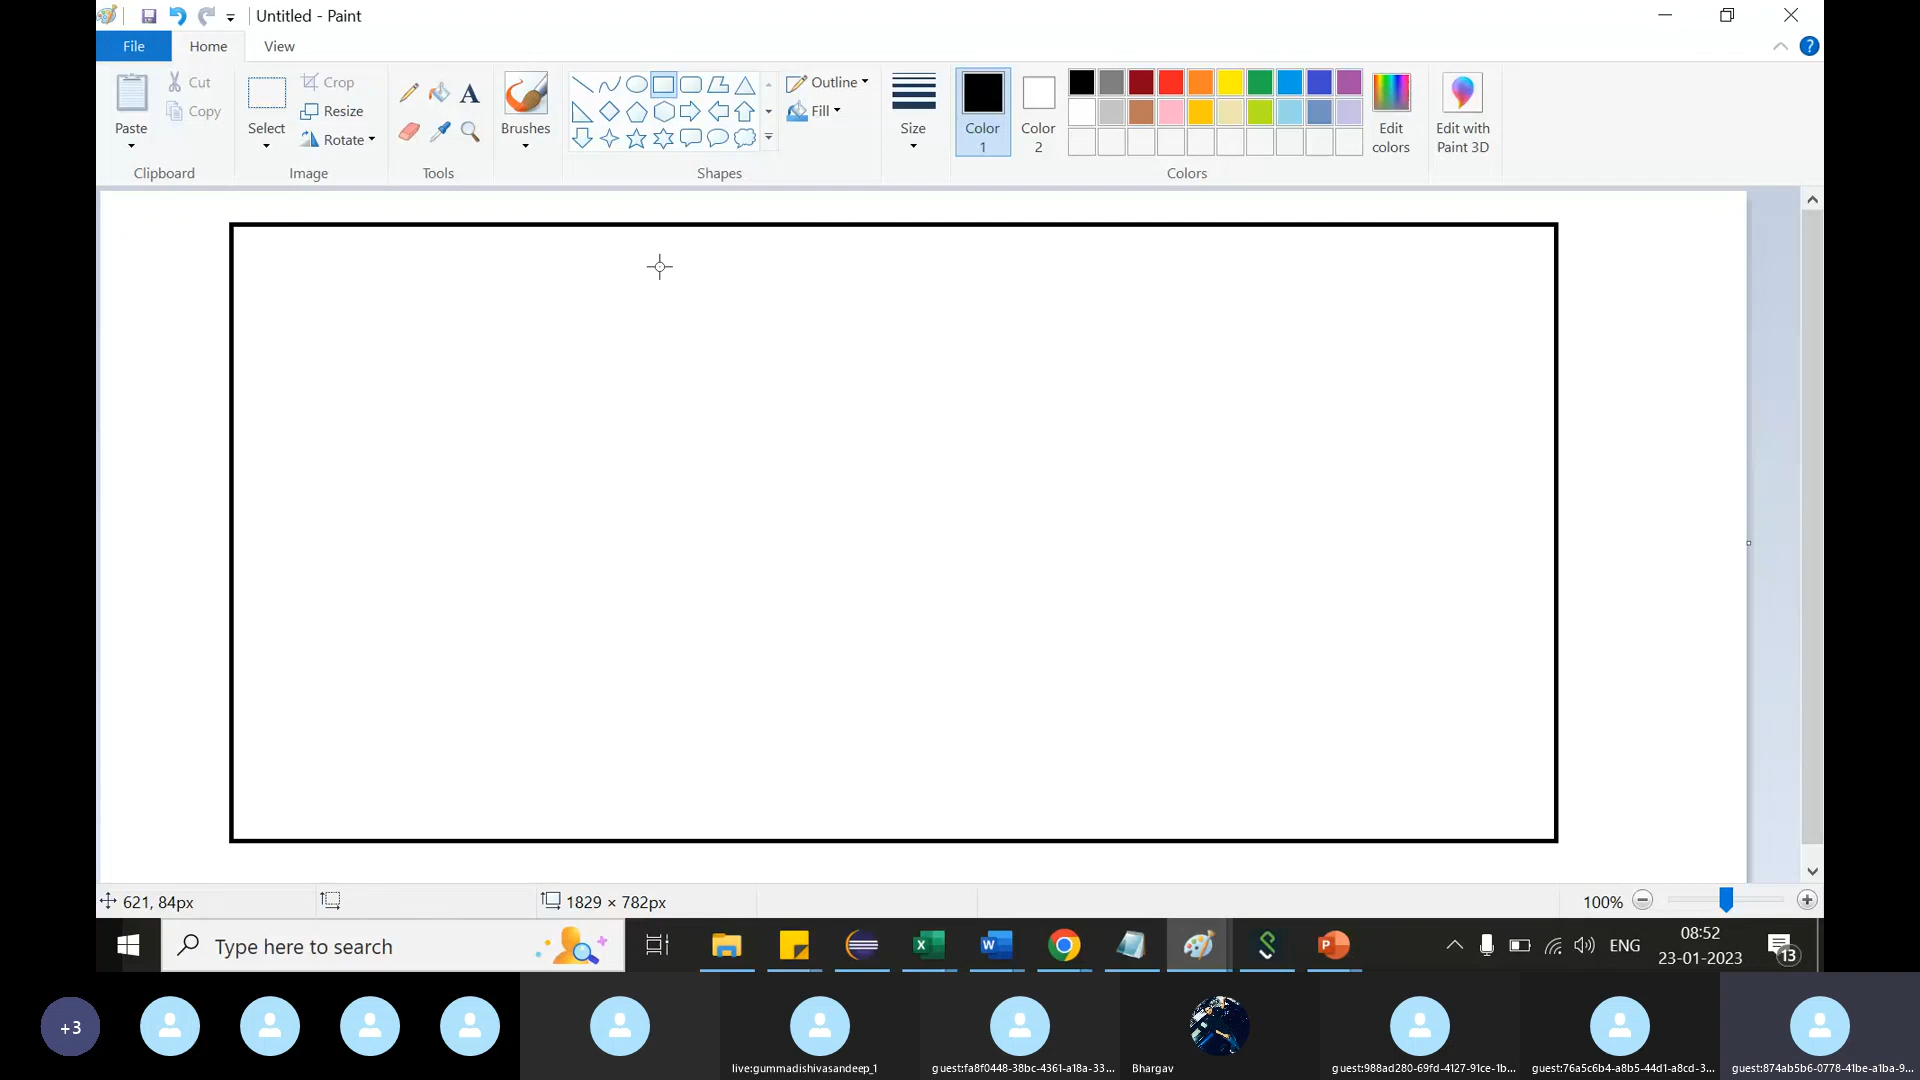 Untitled - Paint
File Home View
Paste
Cut
Copy
Clipboard
Select
Crop
Resize
Rotate
Image
A
Tools
Brushes
Outline
Fill
Shapes
Size
Color 1
Color 2
Edit colors
Colors
Edit with Paint 3D
621, 84px
1829 × 782px
100%
Type here to search
ENG
08:52
23-01-2023
13
+3
live:gummadishivasandeep_1
guest:fa8f0448-38bc-4361-a18a-33...
Bhargav
guest:988ad280-69fd-4127-91ce-1b...
guest:76a5c6b4-a8b5-44d1-a8cd-3...
guest:874ab5b6-0778-41be-a1ba-9...